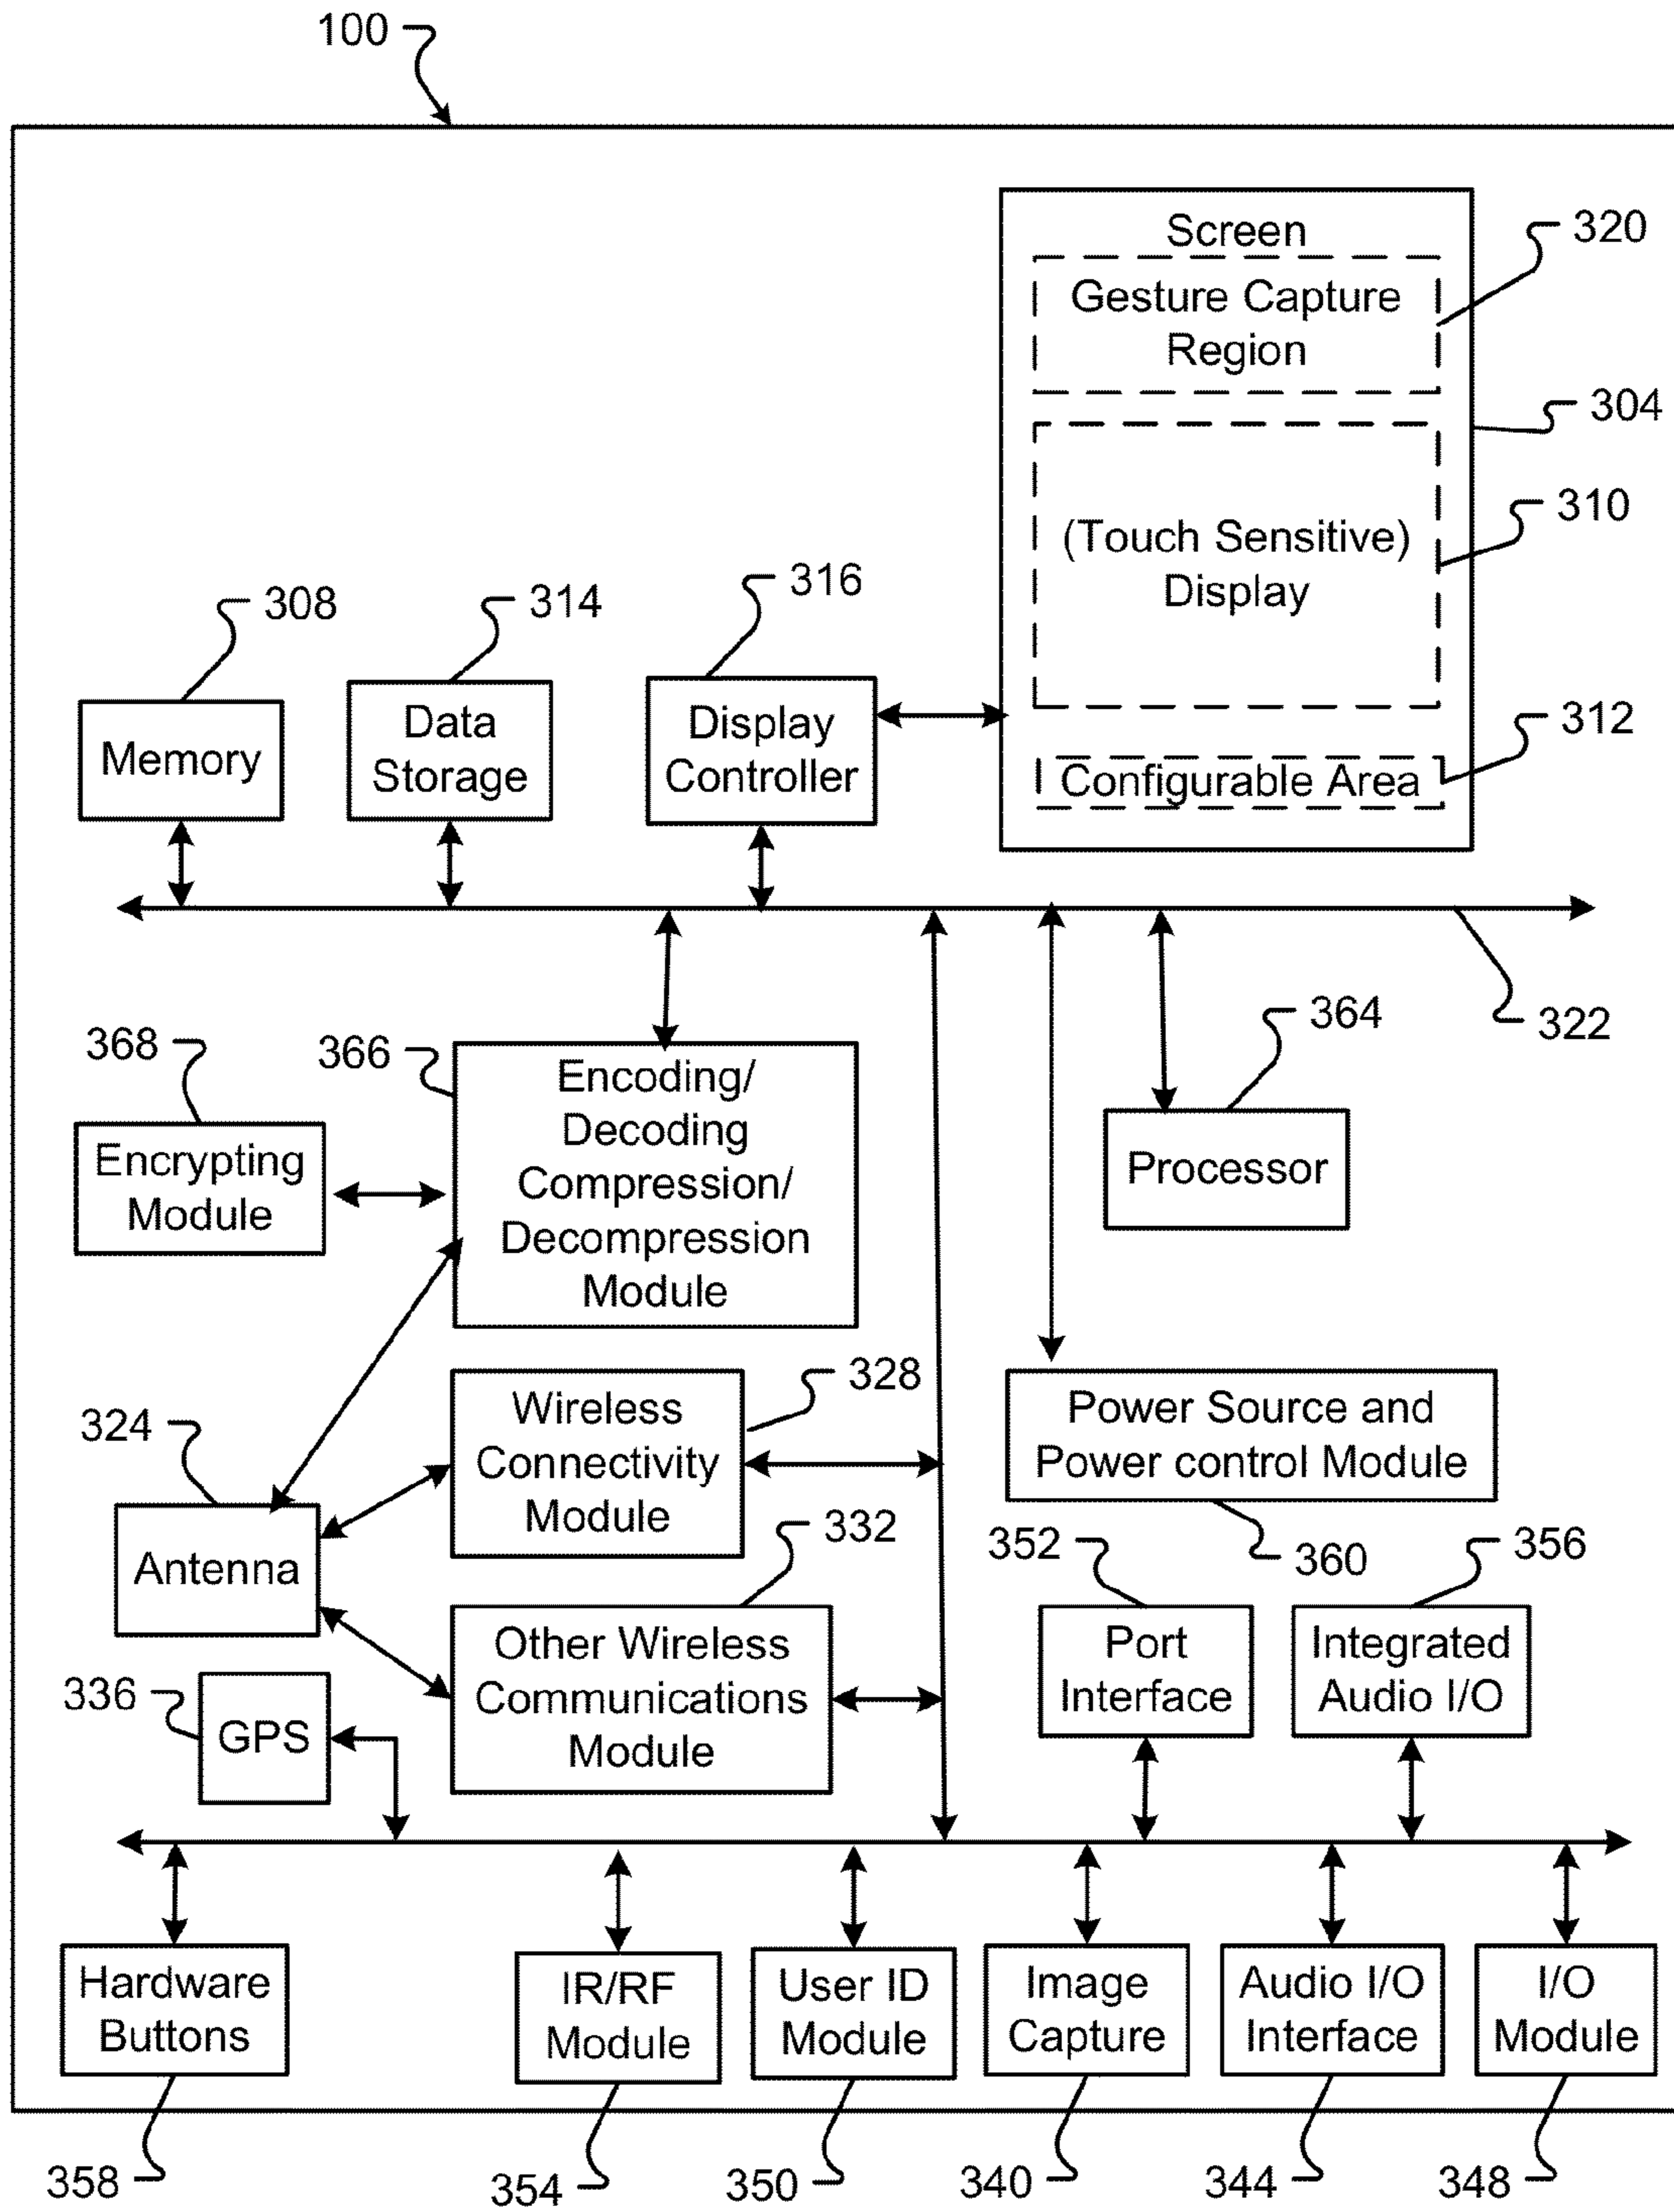 100
Screen
320
Gesture Capture
Region
304
310
(Touch Sensitive)
Display
308
314
316
312
Memory
Data
Storage
Display
Controller
Configurable Area
322
364
368
366
Encoding/
Decoding
Compression/
Decompression
Module
Encrypting
Module
Processor
328
324
Wireless
Connectivity
Module
Power Source and
Power control Module
Antenna
332
352
360
356
336
GPS
Other Wireless
Communications
Module
Port
Interface
Integrated
Audio I/O
Hardware
Buttons
IR/RF
Module
User ID
Module
Image
Capture
Audio I/O
Interface
I/O
Module
358
354
350
340
344
348